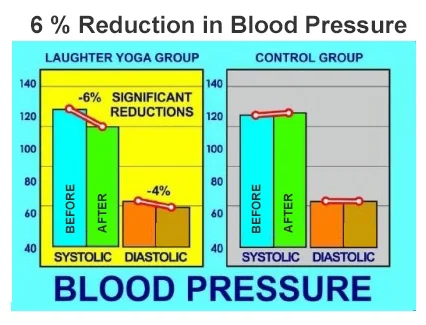 6 % Reduction in Blood Pressure
LAUGHTER YOGA GROUP
CONTROL GROUP
140
120
100
80
60
40
-6%
SIGNIFICANT
REDUCTIONS
-4%
BEFORE
AFTER
SYSTOLIC
DIASTOLIC
140
120
100
80
60
40
BEFORE
AFTER
SYSTOLIC
DIASTOLIC
BLOOD PRESSURE